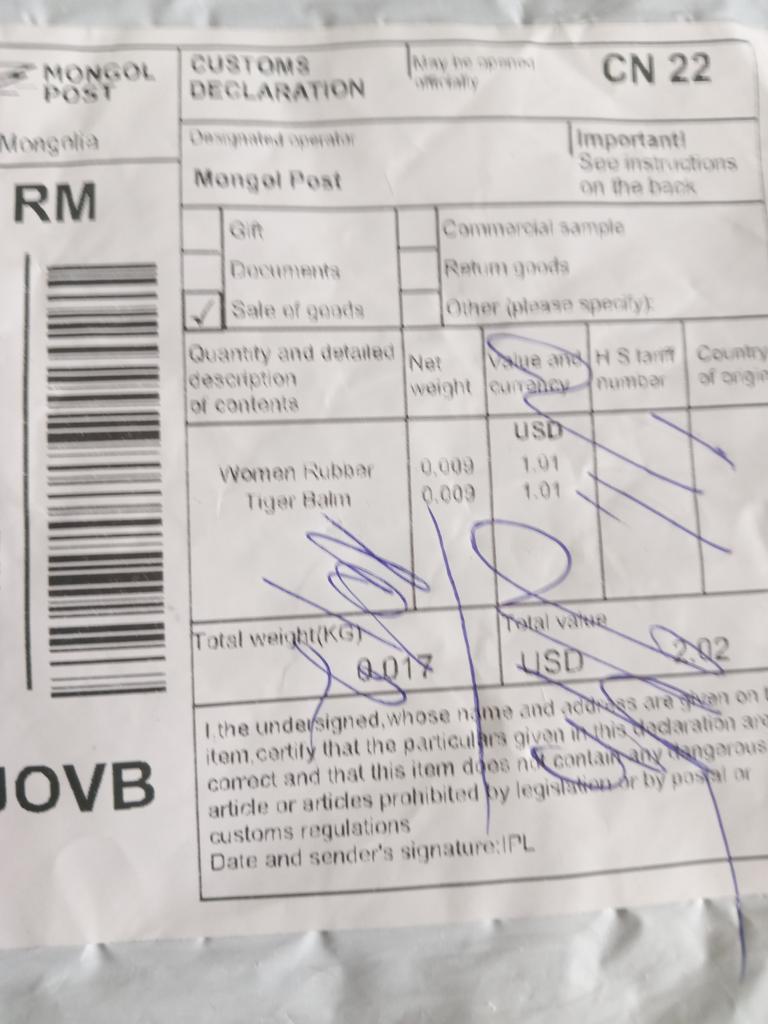 MONGOL
POST
Mongolia
RM
JOVB
CUSTOMS
DECLARATION
May be opened
officially
CN 22
Designated operator
Mongol Post
Important!
See instructions
on the back
Gift
Commercial sample
Documents
Return goods
✓ Sale of goods
Other (please specify):
Quantity and detailed
description
of contents
Net
weight
Value and
currency
H S tariff
number
Country
of origin
USD
Women Rubber 0,009 1.01
Tiger Balm 0.009 1.01
Total weight(KG)
0.017
Total value
USD 2.02
I,the undersigned,whose name and address are given on
item,certify that the particulars given in this declaration are
correct and that this item does not contain any dangerous
article or articles prohibited by legislation or by postal or
customs regulations
Date and sender's signature:IPL